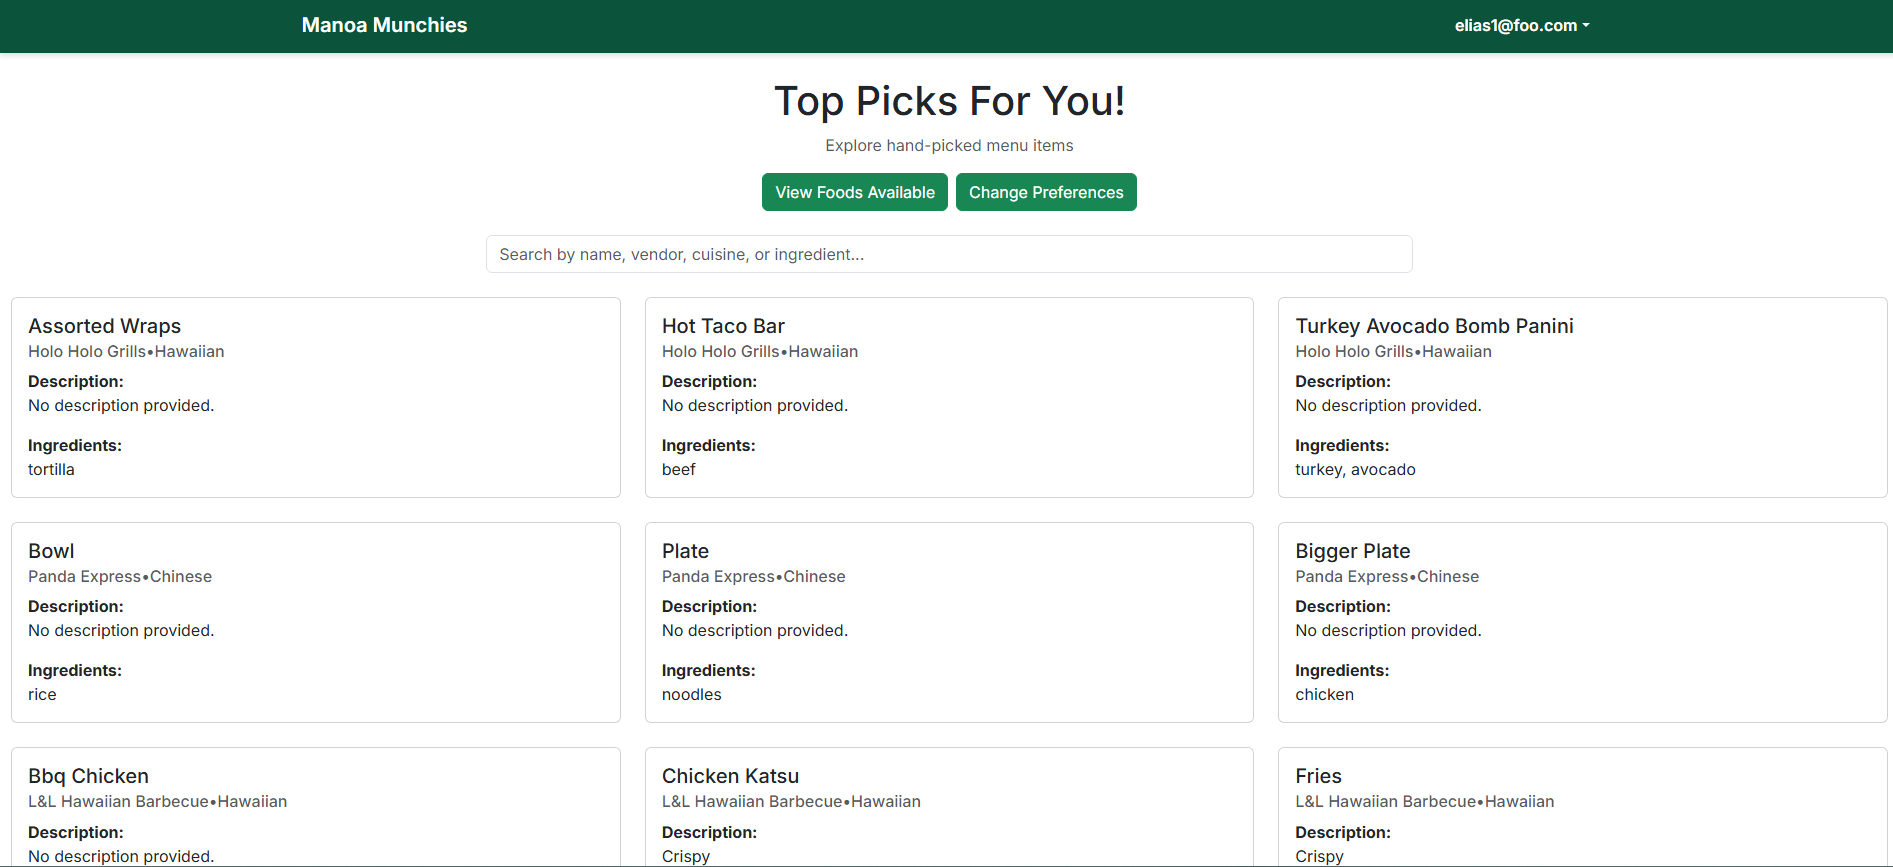 Manoa Munchies
elias1@foo.com
Top Picks For You!
Explore hand-picked menu items
View Foods Available
Change Preferences
Search by name, vendor, cuisine, or ingredient...
Assorted Wraps
Holo Holo Grills•Hawaiian
Description:
No description provided.
Ingredients:
tortilla
Hot Taco Bar
Holo Holo Grills•Hawaiian
Description:
No description provided.
Ingredients:
beef
Turkey Avocado Bomb Panini
Holo Holo Grills•Hawaiian
Description:
No description provided.
Ingredients:
turkey, avocado
Bowl
Panda Express•Chinese
Description:
No description provided.
Ingredients:
rice
Plate
Panda Express•Chinese
Description:
No description provided.
Ingredients:
noodles
Bigger Plate
Panda Express•Chinese
Description:
No description provided.
Ingredients:
chicken
Bbq Chicken
L&L Hawaiian Barbecue•Hawaiian
Description:
No description provided.
Chicken Katsu
L&L Hawaiian Barbecue•Hawaiian
Description:
Crispy
Fries
L&L Hawaiian Barbecue•Hawaiian
Description:
Crispy